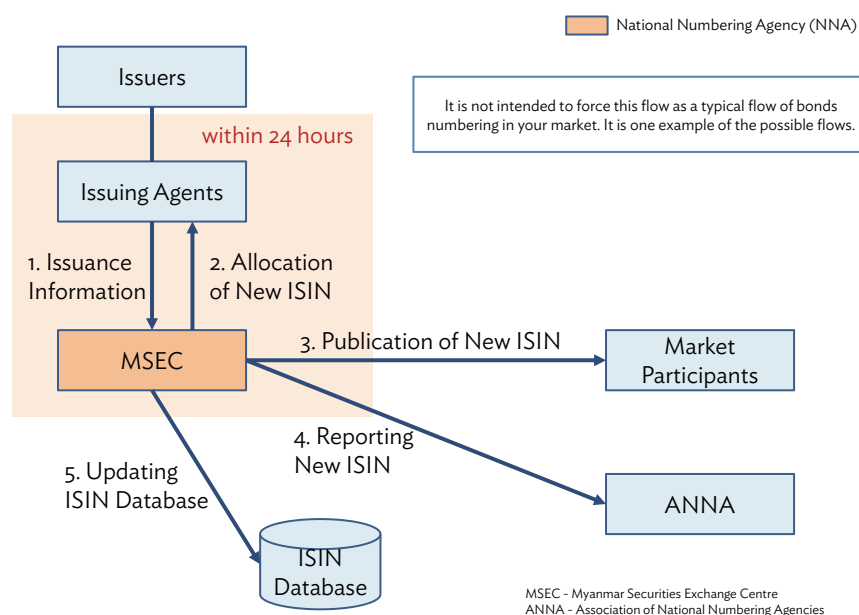 National Numbering Agency (NNA)
Issuers
It is not intended to force this flow as a typical flow of bonds
numbering in your market. It is one example of the possible flows.
within 24 hours
Issuing Agents
1. Issuance
Information
2. Allocation
of New ISIN
MSEC
3. Publication of New ISIN
Market
Participants
4. Reporting
New ISIN
5. Updating
ISIN Database
ANNA
ISIN
Database
MSEC - Myanmar Securities Exchange Centre
ANNA - Association of National Numbering Agencies